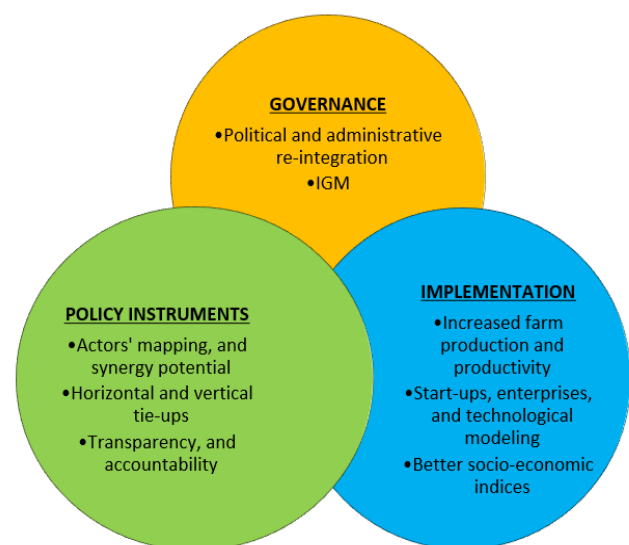 GOVERNANCE
•Political and administrative
re-integration
•IGM
POLICY INSTRUMENTS
•Actors' mapping, and
synergy potential
•Horizontal and vertical
tie-ups
•Transparency, and
accountability
IMPLEMENTATION
•Increased farm
production and
productivity
•Start-ups, enterprises,
and technological
modeling
•Better socio-economic
indices